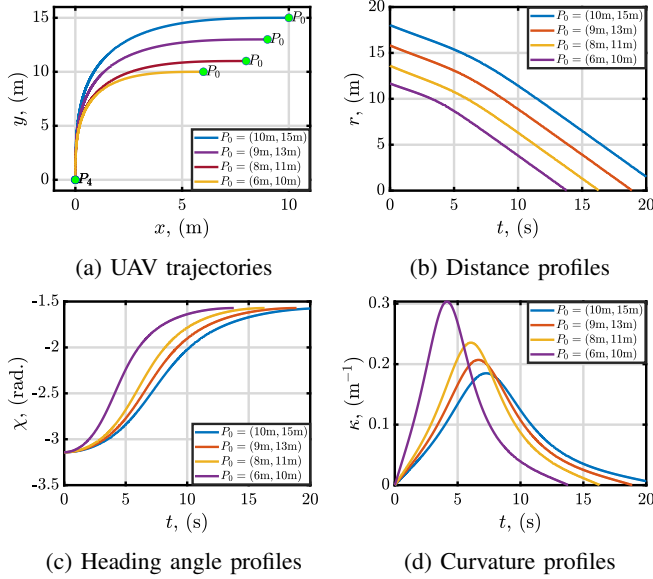 15
10
5
0
y, (m)
P₀
P₀
P₀
P₀
P₄
P₀ = (10m, 15m)
P₀ = (9m, 13m)
P₀ = (8m, 11m)
P₀ = (6m, 10m)
0 5 10
x, (m)
(a) UAV trajectories
20
15
10
5
0
r, (m)
P₀ = (10m, 15m)
P₀ = (9m, 13m)
P₀ = (8m, 11m)
P₀ = (6m, 10m)
0 5 10 15 20
t, (s)
(b) Distance profiles
-1.5
-2
-2.5
-3
-3.5
χ, (rad.)
P₀ = (10m, 15m)
P₀ = (9m, 13m)
P₀ = (8m, 11m)
P₀ = (6m, 10m)
0 5 10 15 20
t, (s)
(c) Heading angle profiles
0.3
0.2
0.1
0
κ, (m⁻¹)
P₀ = (10m, 15m)
P₀ = (9m, 13m)
P₀ = (8m, 11m)
P₀ = (6m, 10m)
0 5 10 15 20
t, (s)
(d) Curvature profiles